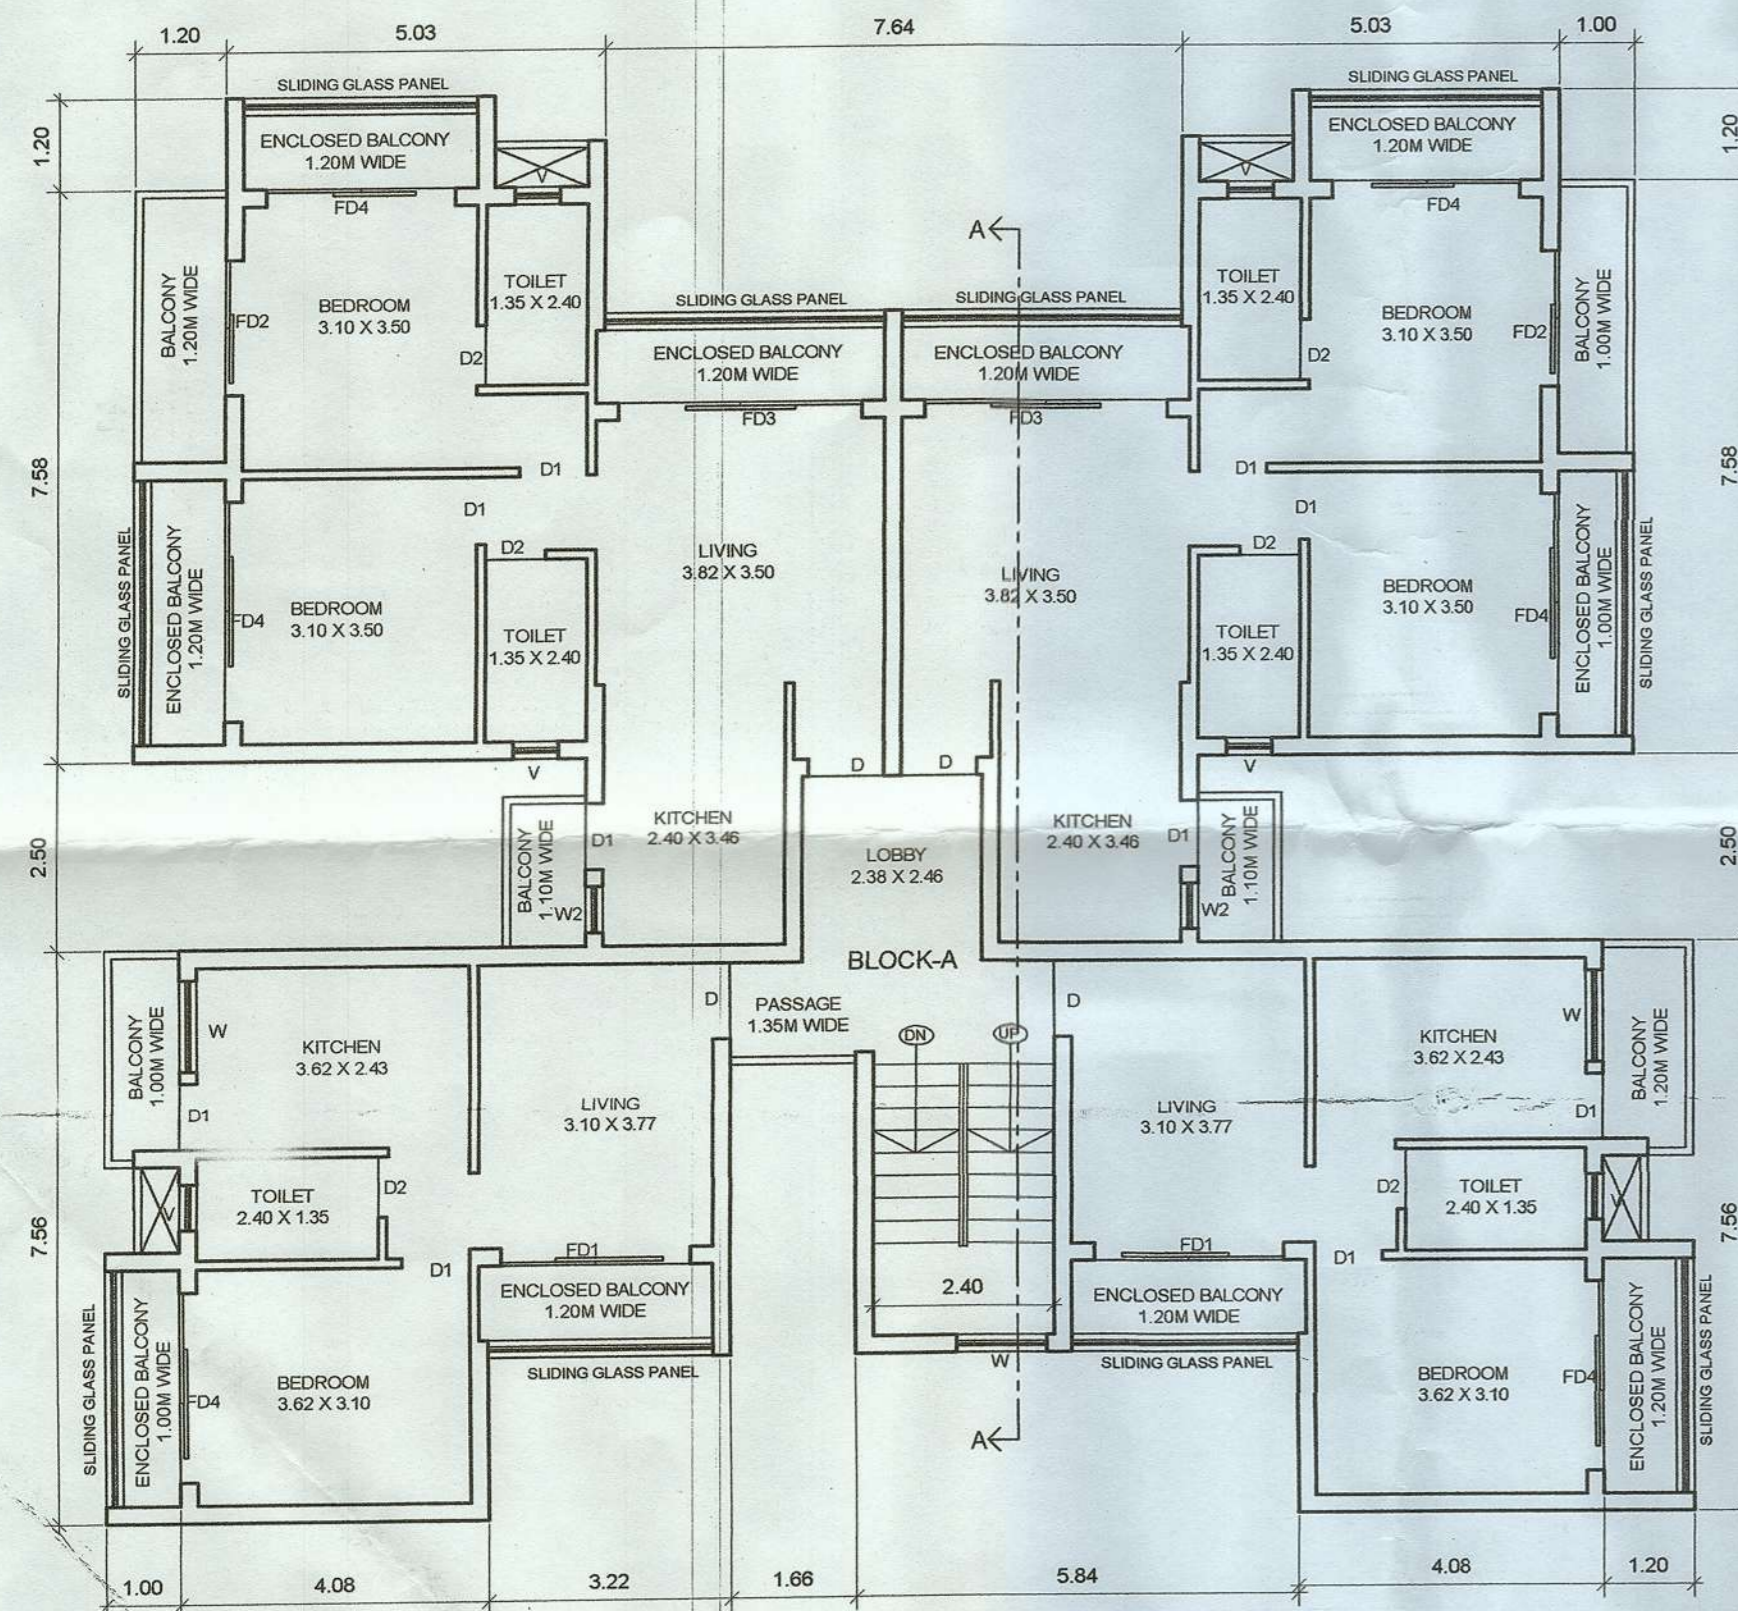 1.20
5.03
7.64
5.03
1.00
SLIDING GLASS PANEL
SLIDING GLASS PANEL
1.20
ENCLOSED BALCONY
1.20M WIDE
V
FD4
V
ENCLOSED BALCONY
1.20M WIDE
FD4
1.20
A
BALCONY
1.20M WIDE
FD2
BEDROOM
3.10 X 3.50
TOILET
1.35 X 2.40
D2
SLIDING GLASS PANEL
SLIDING GLASS PANEL
ENCLOSED BALCONY
1.20M WIDE
ENCLOSED BALCONY
1.20M WIDE
FD3
FD3
TOILET
1.35 X 2.40
D2
BEDROOM
3.10 X 3.50
FD2
BALCONY
1.00M WIDE
7.58
D1
D1
D1
D1
7.58
SLIDING GLASS PANEL
ENCLOSED BALCONY
1.20M WIDE
FD4
BEDROOM
3.10 X 3.50
D2
TOILET
1.35 X 2.40
LIVING
3.82 X 3.50
LIVING
3.82 X 3.50
D2
TOILET
1.35 X 2.40
BEDROOM
3.10 X 3.50
FD4
ENCLOSED BALCONY
1.00M WIDE
SLIDING GLASS PANEL
V
D
D
V
2.50
BALCONY
1.10M WIDE
D1
W2
KITCHEN
2.40 X 3.46
LOBBY
2.38 X 2.46
KITCHEN
2.40 X 3.46
D1
W2
BALCONY
1.10M WIDE
2.50
BLOCK-A
BALCONY
1.00M WIDE
W
D1
KITCHEN
3.62 X 2.43
D
PASSAGE
1.35M WIDE
DN
UP
D
LIVING
3.10 X 3.77
LIVING
3.10 X 3.77
KITCHEN
3.62 X 2.43
W
D1
BALCONY
1.20M WIDE
7.56
V
TOILET
2.40 X 1.35
D2
D1
FD1
ENCLOSED BALCONY
1.20M WIDE
SLIDING GLASS PANEL
2.40
W
FD1
ENCLOSED BALCONY
1.20M WIDE
SLIDING GLASS PANEL
D2
D1
TOILET
2.40 X 1.35
V
7.56
SLIDING GLASS PANEL
ENCLOSED BALCONY
1.00M WIDE
FD4
BEDROOM
3.62 X 3.10
A
BEDROOM
3.62 X 3.10
FD4
ENCLOSED BALCONY
1.20M WIDE
SLIDING GLASS PANEL
1.00
4.08
3.22
1.66
5.84
4.08
1.20